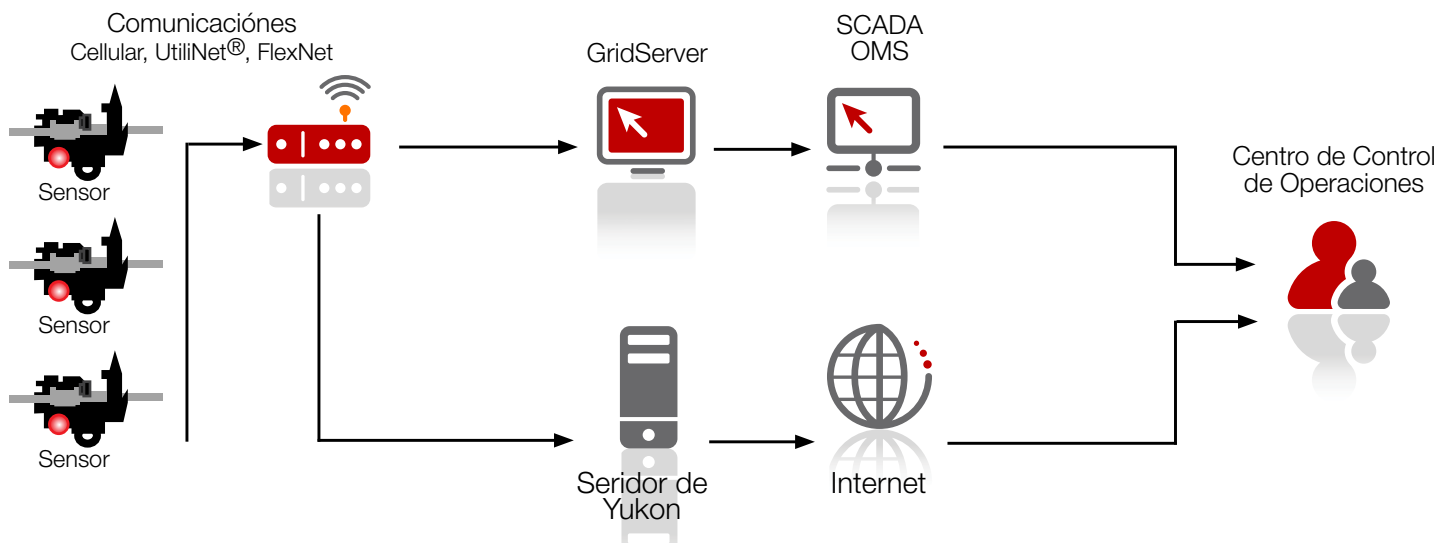 Comunicaciónes
Cellular, UtiliNet®, FlexNet
Sensor
Sensor
Sensor
GridServer
SCADA
OMS
Seridor de
Yukon
Internet
Centro de Control
de Operaciones